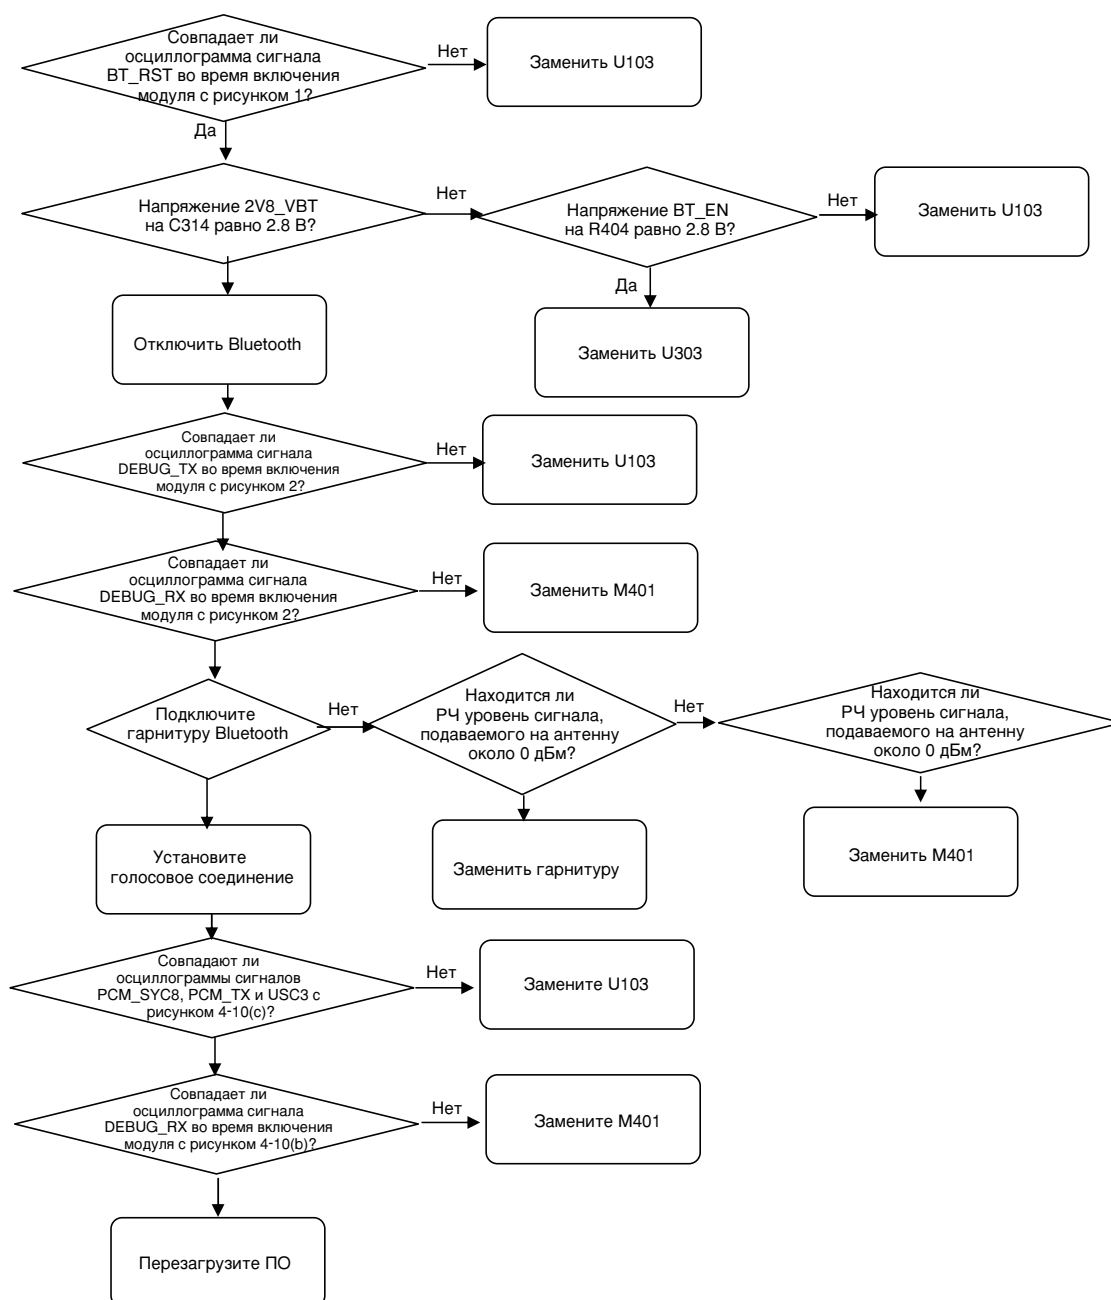 Совпадает ли
осциллограмма сигнала
BT_RST во время включения
модуля с рисунком 1?
Нет
Заменить U103
Да
Напряжение 2V8_VBT
на C314 равно 2.8 В?
Нет
Напряжение BT_EN
на R404 равно 2.8 В?
Нет
Заменить U103
Да
Заменить U303
Отключить Bluetooth
Совпадает ли
осциллограмма сигнала
DEBUG_TX во время включения
модуля с рисунком 2?
Нет
Заменить U103
Совпадает ли
осциллограмма сигнала
DEBUG_RX во время включения
модуля с рисунком 2?
Нет
Заменить M401
Подключите
гарнитуру Bluetooth
Нет
Находится ли
РЧ уровень сигнала,
подаваемого на антенну
около 0 дБм?
Нет
Находится ли
РЧ уровень сигнала,
подаваемого на антенну
около 0 дБм?
Заменить гарнитуру
Заменить M401
Установите
голосовое соединение
Совпадают ли
осциллограммы сигналов
PCM_SYC8, PCM_TX и USC3 с
рисунком 4-10(c)?
Нет
Замените U103
Совпадает ли
осциллограмма сигнала
DEBUG_RX во время включения
модуля с рисунком 4-10(b)?
Нет
Замените M401
Перезагрузите ПО